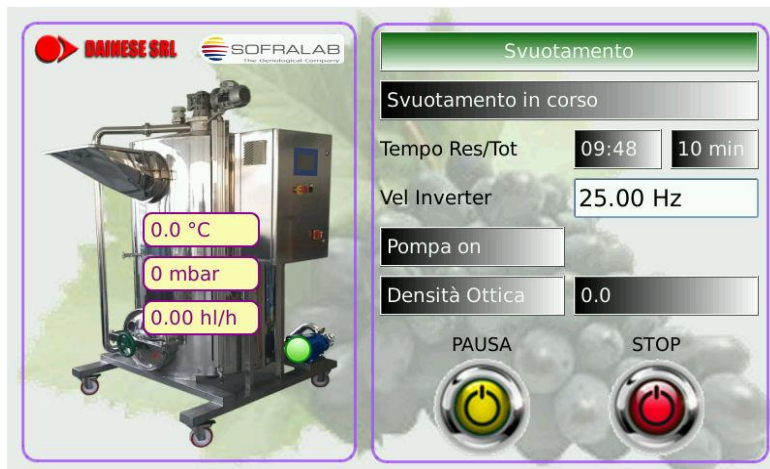 DAINESE SRL
SOFRALAB
The Oenological Company
0.0 °C
0 mbar
0.00 hl/h
Svuotamento
Svuotamento in corso
Tempo Res/Tot 09:48 10 min
Vel Inverter 25.00 Hz
Pompa on
Densità Ottica 0.0
PAUSA STOP